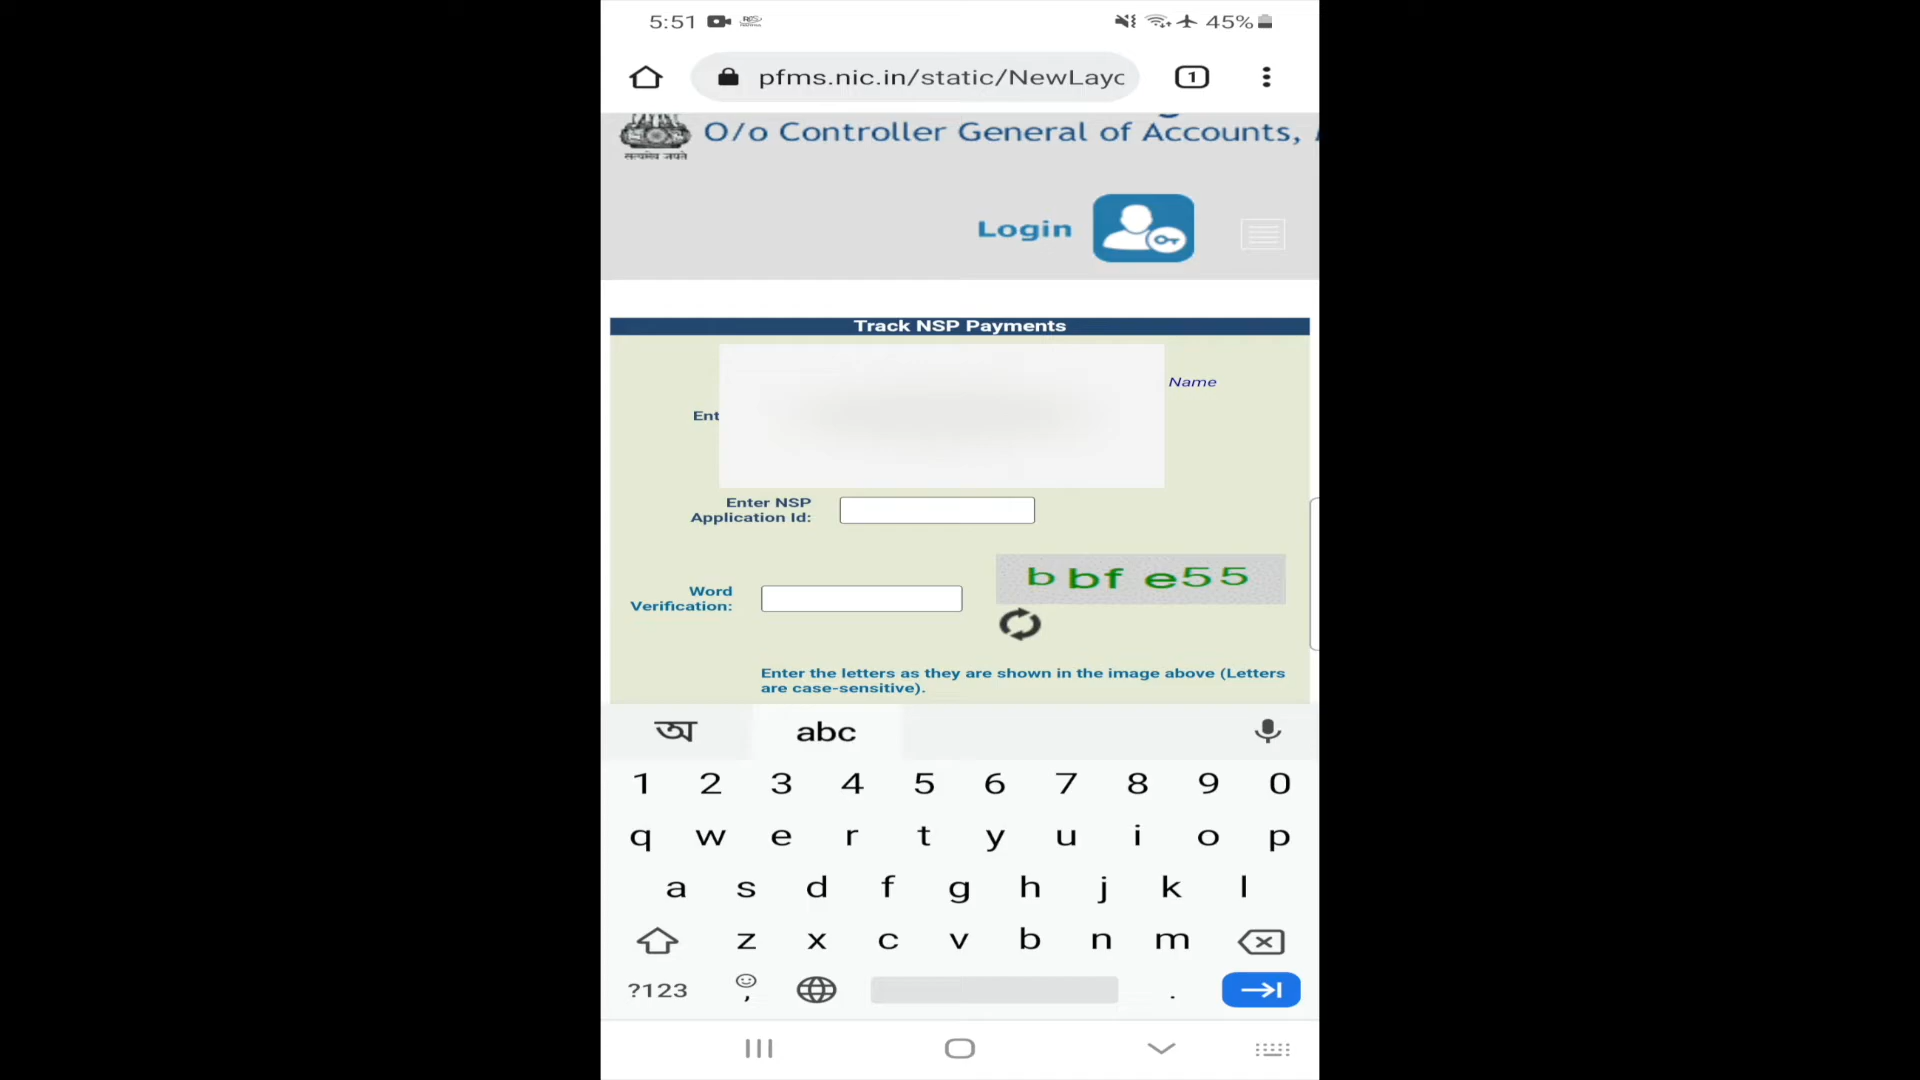 5:51 45%
pfms.nic.in/static/NewLayc
1
O/o Controller General of Accounts,
सत्यमेव जयते
Login
Track NSP Payments
Name
Ent
Enter NSP
Application Id:
b bf e55
Word
Verification:
Enter the letters as they are shown in the image above (Letters
are case-sensitive).
অ abc
1 2 3 4 5 6 7 8 9 0
q w e r t y u i o p
a s d f g h j k l
z x c v b n m
?123 , .